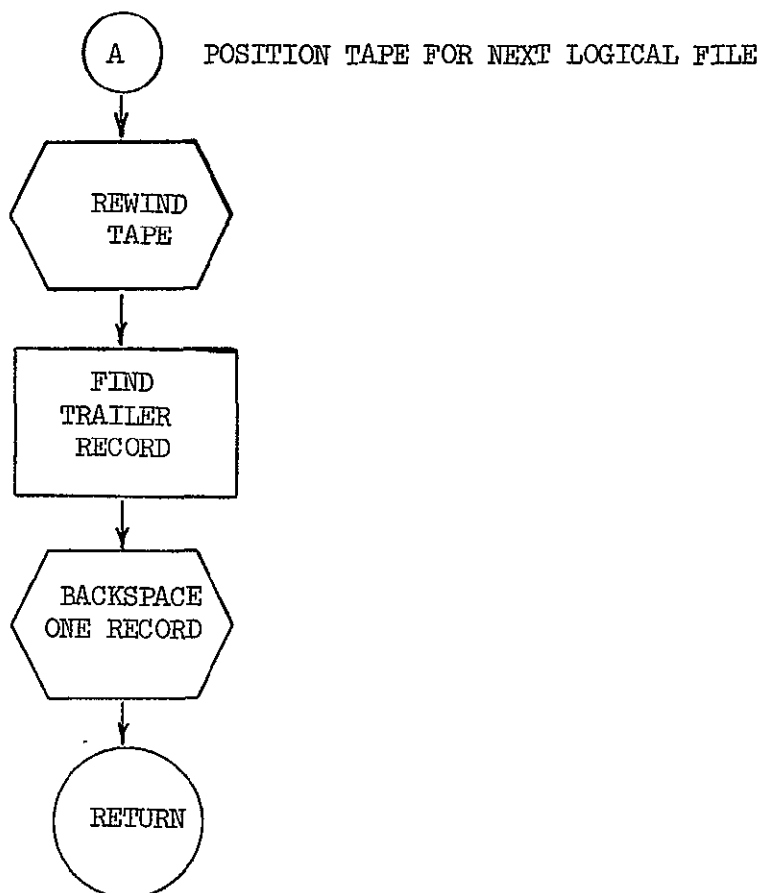 A POSITION TAPE FOR NEXT LOGICAL FILE
REWIND
TAPE
FIND
TRAILER
RECORD
BACKSPACE
ONE RECORD
RETURN